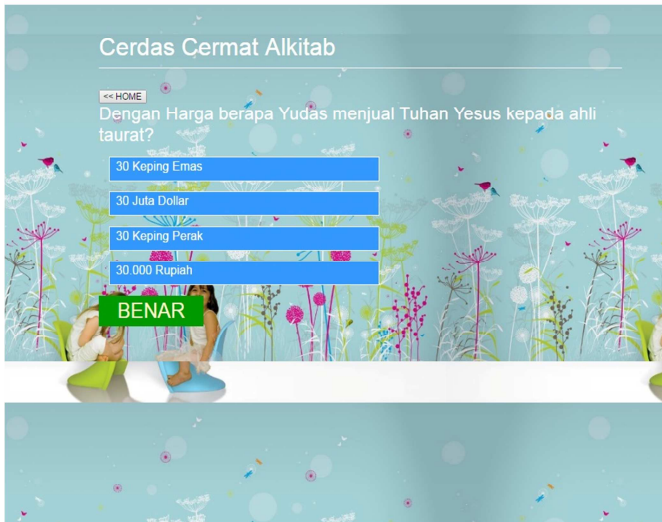 Cerdas Cermat Alkitab
<< HOME
Dengan Harga berapa Yudas menjual Tuhan Yesus kepada ahli
taurat?
30 Keping Emas
30 Juta Dollar
30 Keping Perak
30.000 Rupiah
BENAR